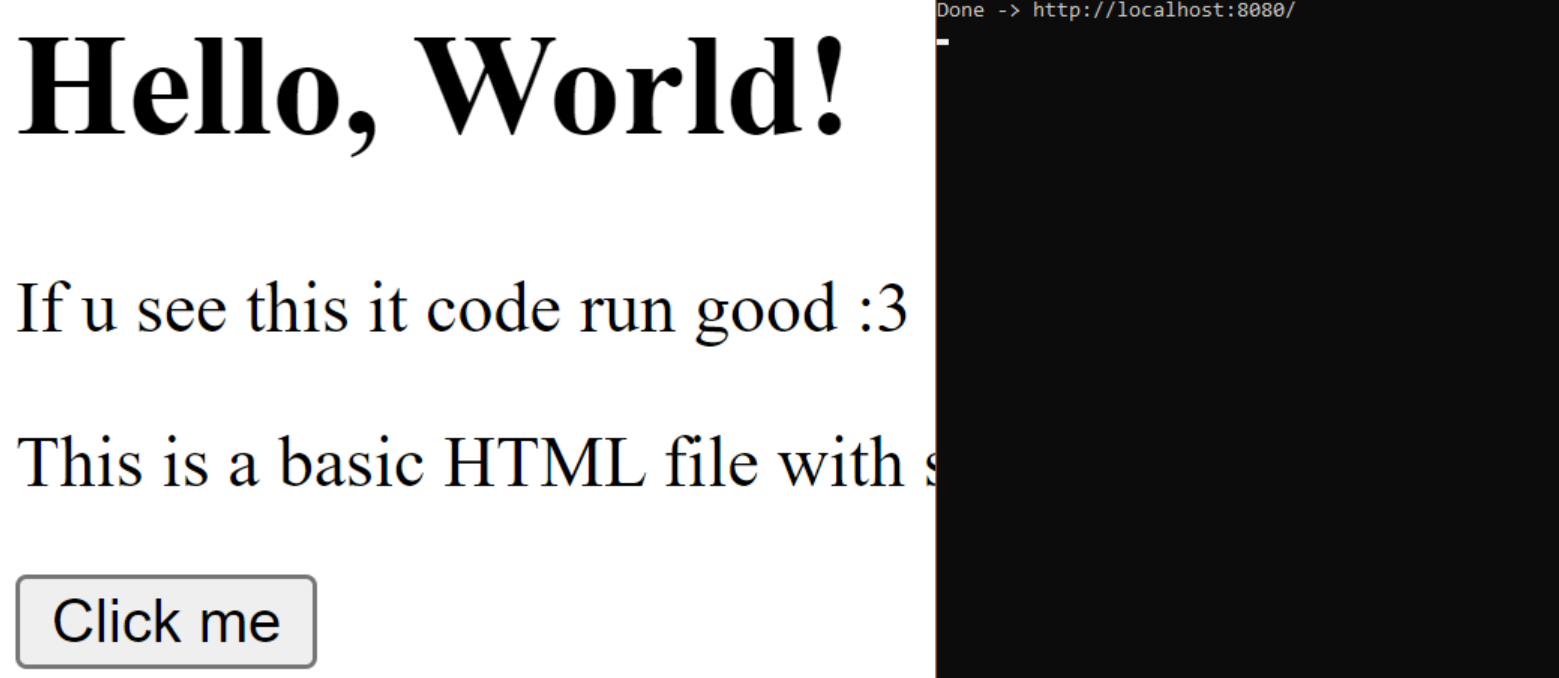 Hello, World!
If u see this it code run good :3
This is a basic HTML file with
Click me
Done -> http://localhost:8080/